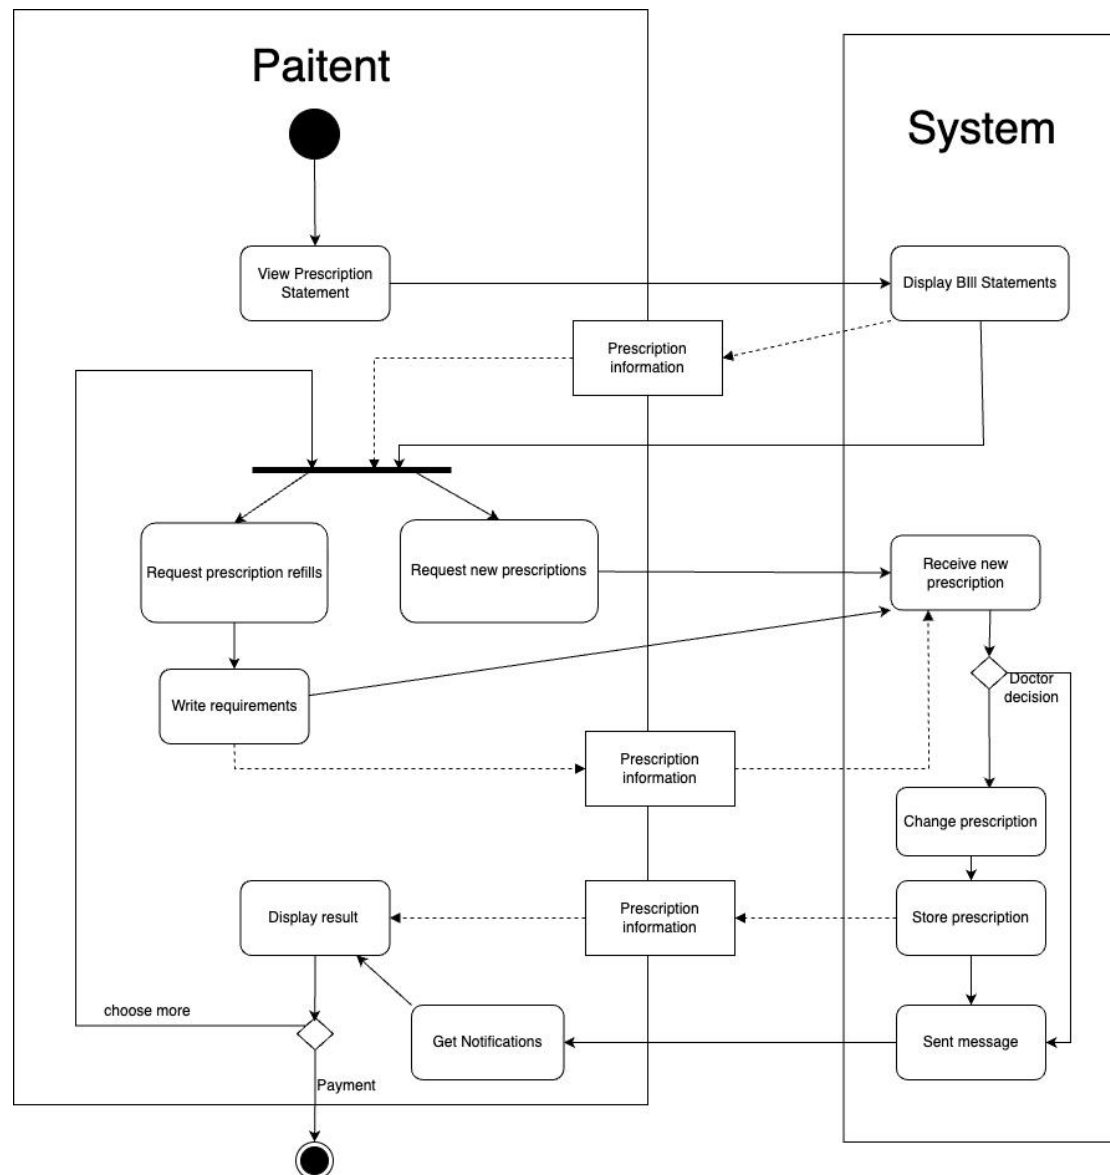 Paitent
System
View Prescription
Statement
Display BIll Statements
Prescription
information
Request prescription refills
Request new prescriptions
Receive new
prescription
Doctor
decision
Write requirements
Prescription
information
Change prescription
Display result
Prescription
information
Store prescription
choose more
Get Notifications
Sent message
Payment